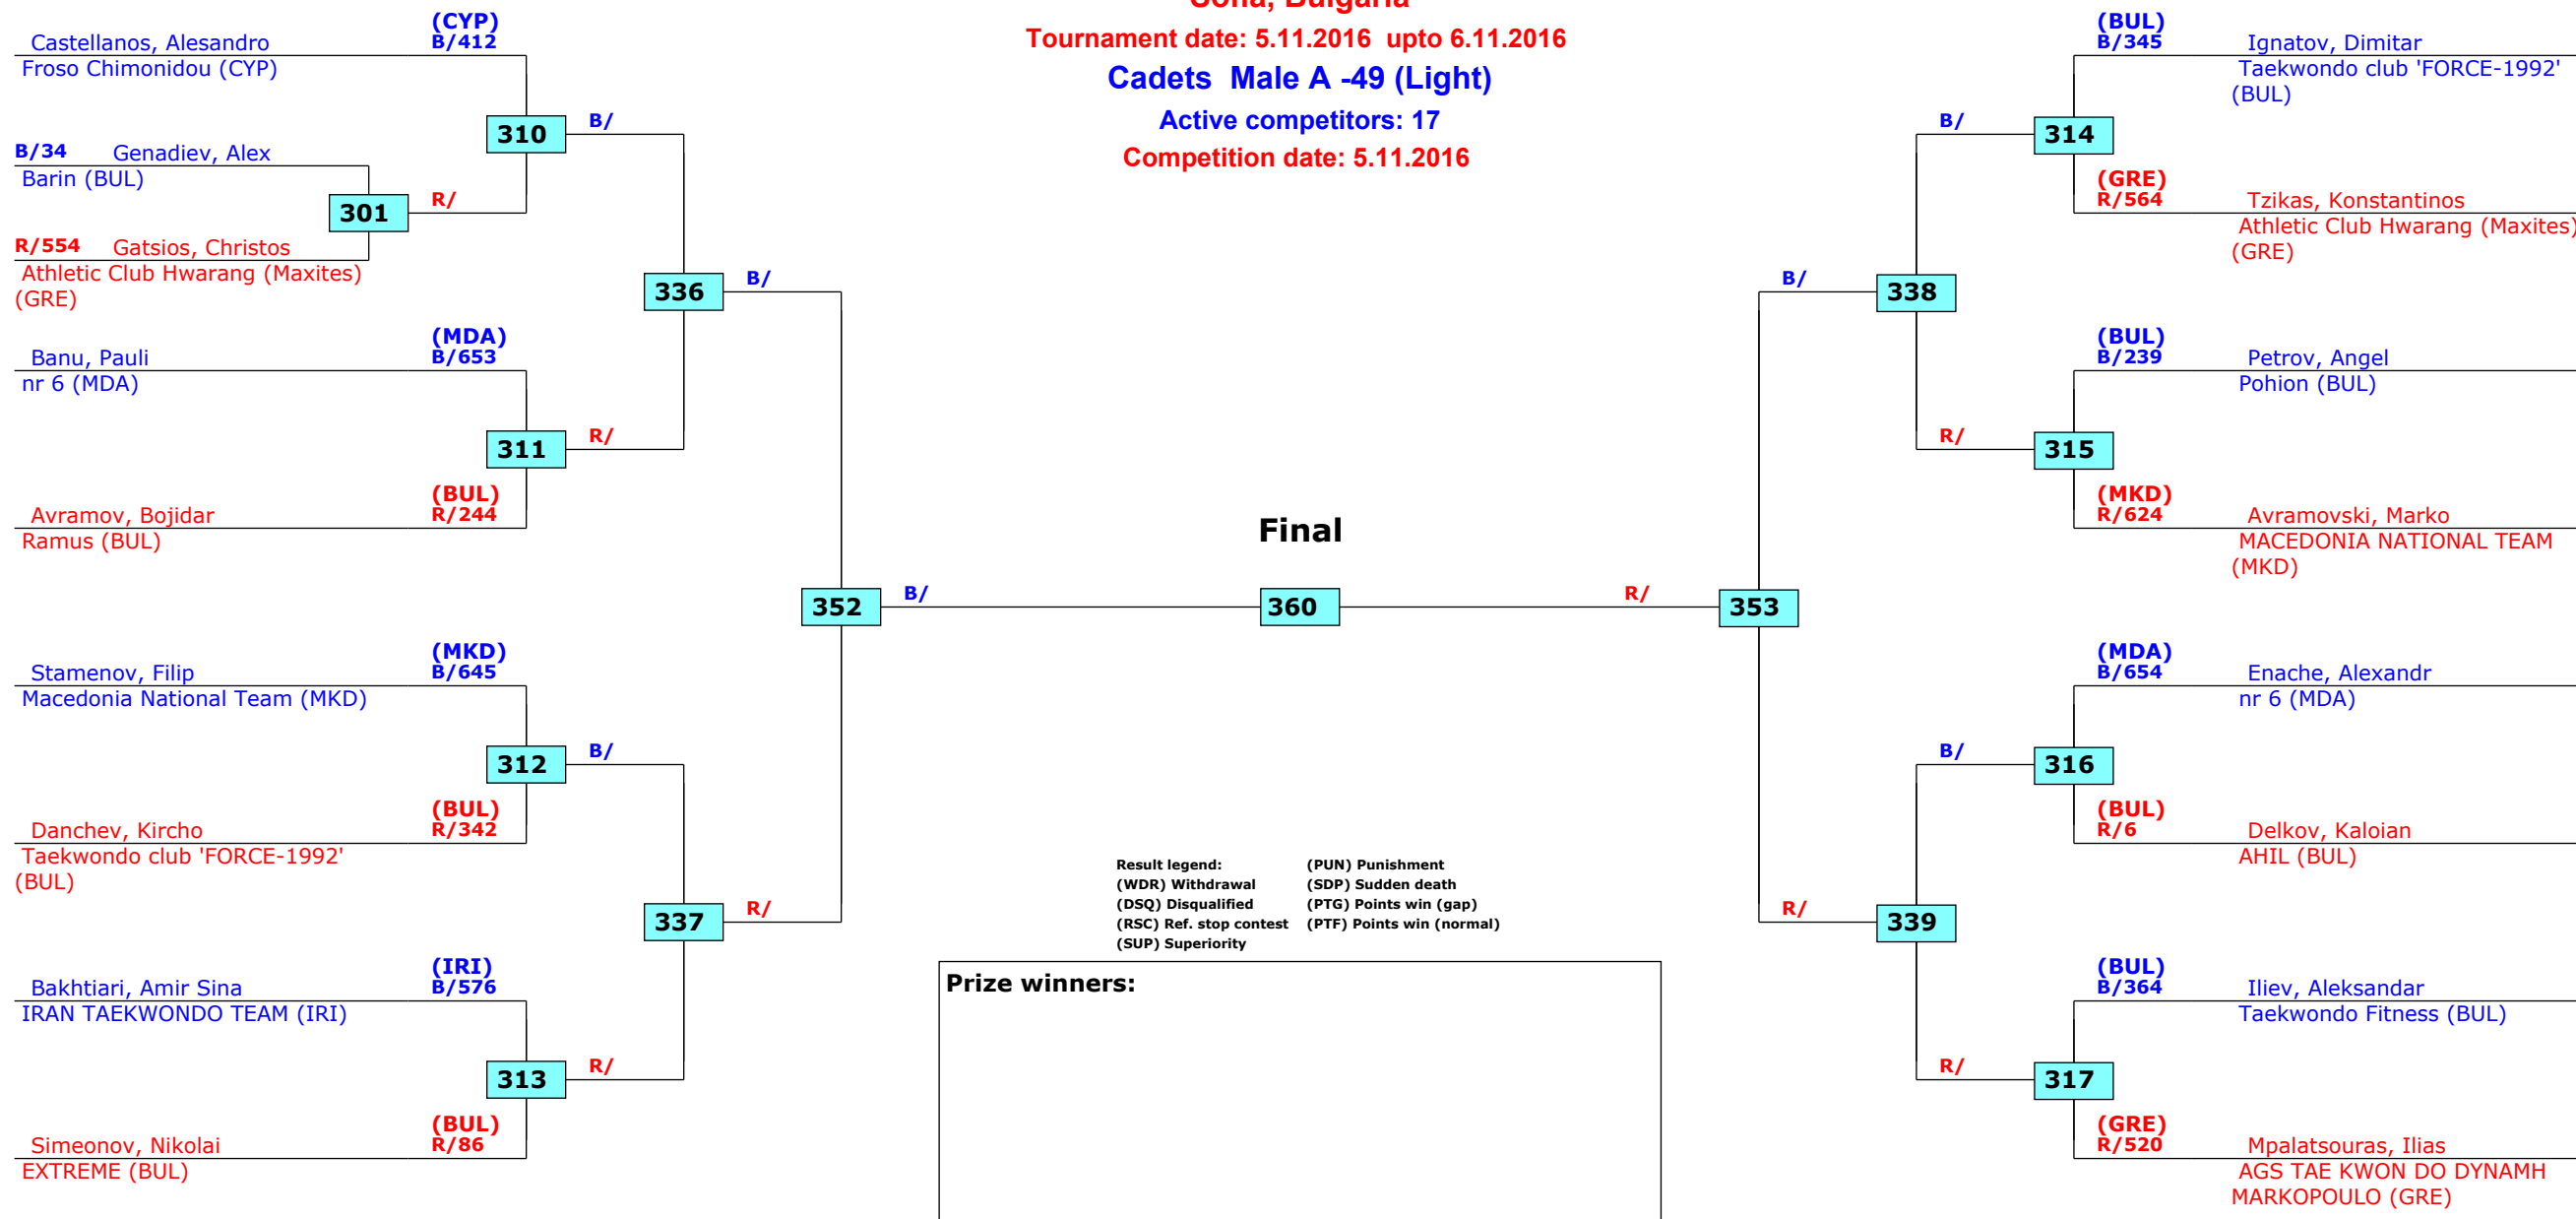 Sofia, Bulgaria
Tournament date: 5.11.2016 upto 6.11.2016
Cadets Male A -49 (Light)
Active competitors: 17
Competition date: 5.11.2016
(CYP)
Castellanos, Alesandro B/412
Froso Chimonidou (CYP)
310
B/
B/34 Genadiev, Alex
Barin (BUL)
301
R/
R/554 Gatsios, Christos
Athletic Club Hwarang (Maxites)
(GRE)
336
B/
(MDA)
Banu, Pauli B/653
nr 6 (MDA)
311
R/
(BUL)
Avramov, Bojidar R/244
Ramus (BUL)
352
B/
(MKD)
Stamenov, Filip B/645
Macedonia National Team (MKD)
312
B/
(BUL)
Danchev, Kircho R/342
Taekwondo club 'FORCE-1992'
(BUL)
337
R/
(IRI)
Bakhtiari, Amir Sina B/576
IRAN TAEKWONDO TEAM (IRI)
313
R/
(BUL)
Simeonov, Nikolai R/86
EXTREME (BUL)
Final
360
R/
353
(BUL)
B/345 Ignatov, Dimitar
Taekwondo club 'FORCE-1992'
(BUL)
B/
314
(GRE)
R/564 Tzikas, Konstantinos
Athletic Club Hwarang (Maxites)
(GRE)
B/
338
(BUL)
B/239 Petrov, Angel
Pohion (BUL)
R/
315
(MKD)
R/624 Avramovski, Marko
MACEDONIA NATIONAL TEAM
(MKD)
(MDA)
B/654 Enache, Alexandr
nr 6 (MDA)
B/
316
(BUL)
R/6 Delkov, Kaloian
AHIL (BUL)
R/
339
(BUL)
B/364 Iliev, Aleksandar
Taekwondo Fitness (BUL)
R/
317
(GRE)
R/520 Mpalatsouras, Ilias
AGS TAE KWON DO DYNAMH
MARKOPOULO (GRE)
Result legend: (PUN) Punishment
(WDR) Withdrawal (SDP) Sudden death
(DSQ) Disqualified (PTG) Points win (gap)
(RSC) Ref. stop contest (PTF) Points win (normal)
(SUP) Superiority
Prize winners: